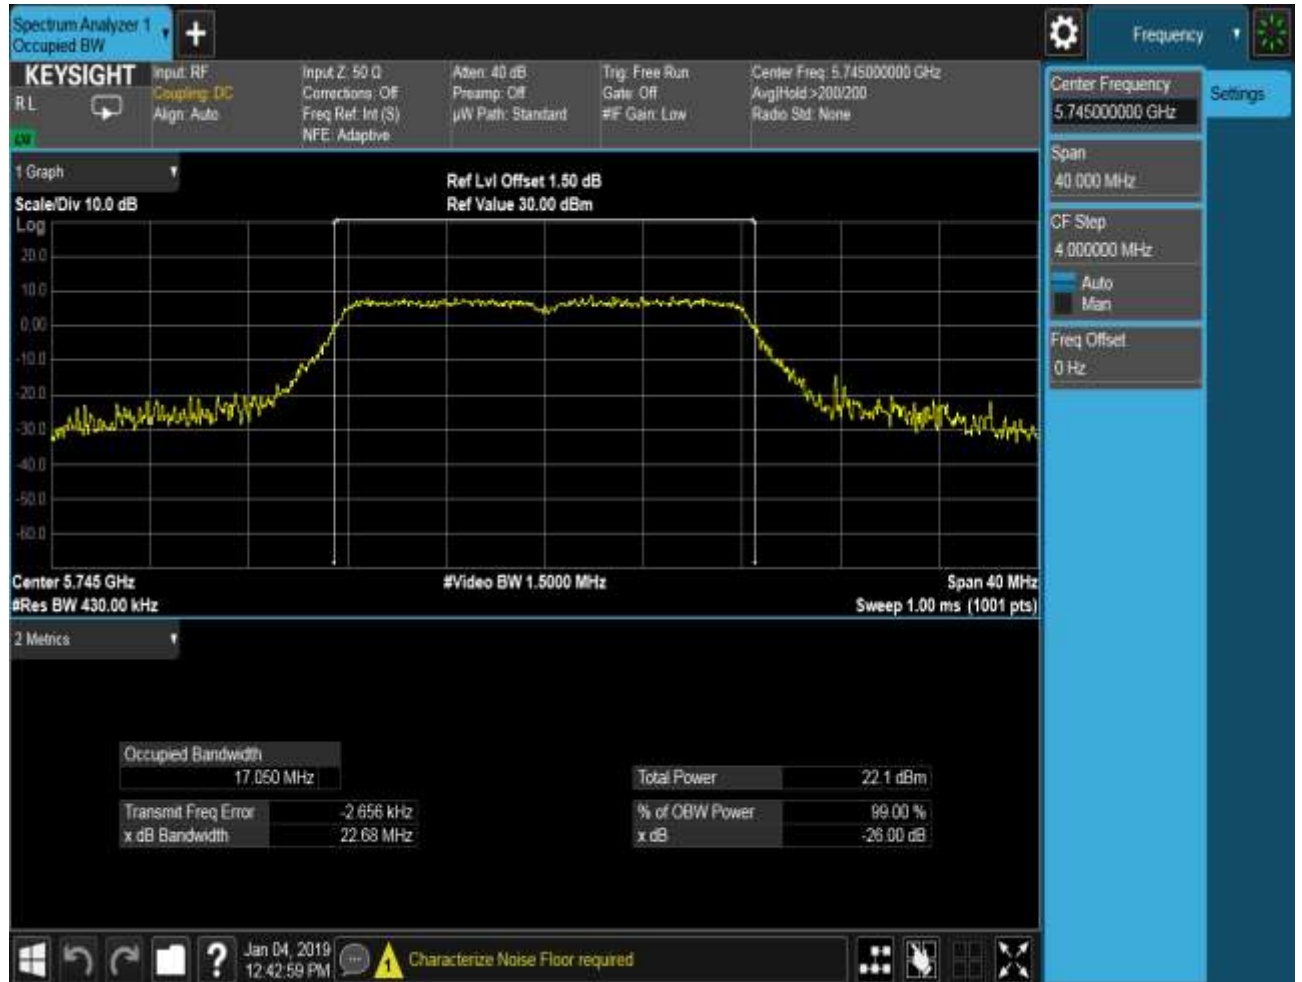 Spectrum Analyzer 1
Occupied BW
Frequency
KEYSIGHT
RL
Input: RF
Coupling: DC
Align: Auto
Input Z: 50 Ω
Corrections: Off
Freq Ref: Int (S)
NFE: Adaptive
Atten: 40 dB
Preamp: Off
µW Path: Standard
Trig: Free Run
Gate: Off
#IF Gain: Low
Center Freq: 5.745000000 GHz
Avg|Hold:>200/200
Radio Std: None
Center Frequency
5.745000000 GHz
Settings
Span
40.000 MHz
CF Step
4.000000 MHz
Auto
Man
Freq Offset
0 Hz
1 Graph
Scale/Div 10.0 dB
Ref Lvl Offset 1.50 dB
Ref Value 30.00 dBm
Log
20.0
10.0
0.00
-10.0
-20.0
-30.0
-40.0
-50.0
-60.0
Center 5.745 GHz
#Video BW 1.5000 MHz
Span 40 MHz
#Res BW 430.00 kHz
Sweep 1.00 ms (1001 pts)
2 Metrics
Occupied Bandwidth
17.050 MHz
Total Power 22.1 dBm
Transmit Freq Error -2.656 kHz
% of OBW Power 99.00 %
x dB Bandwidth 22.68 MHz
x dB -26.00 dB
?
Jan 04, 2019
12:42:59 PM
1
Characterize Noise Floor required